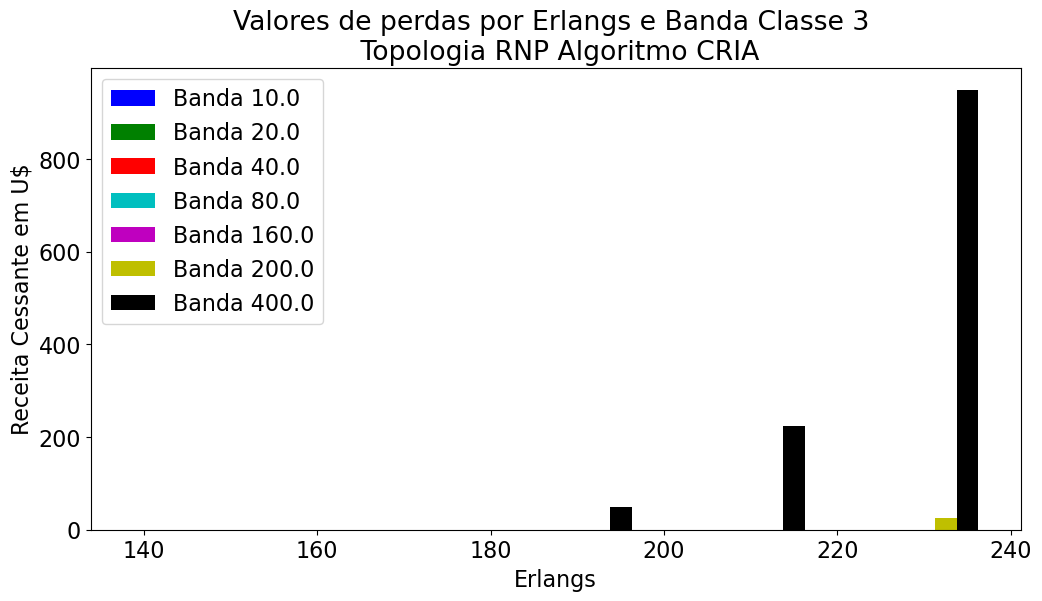 Valores de perdas por Erlangs e Banda Classe 3
Topologia RNP Algoritmo CRIA
Receita Cessante em U$
800
600
400
200
0
Banda 10.0
Banda 20.0
Banda 40.0
Banda 80.0
Banda 160.0
Banda 200.0
Banda 400.0
140 160 180 200 220 240
Erlangs